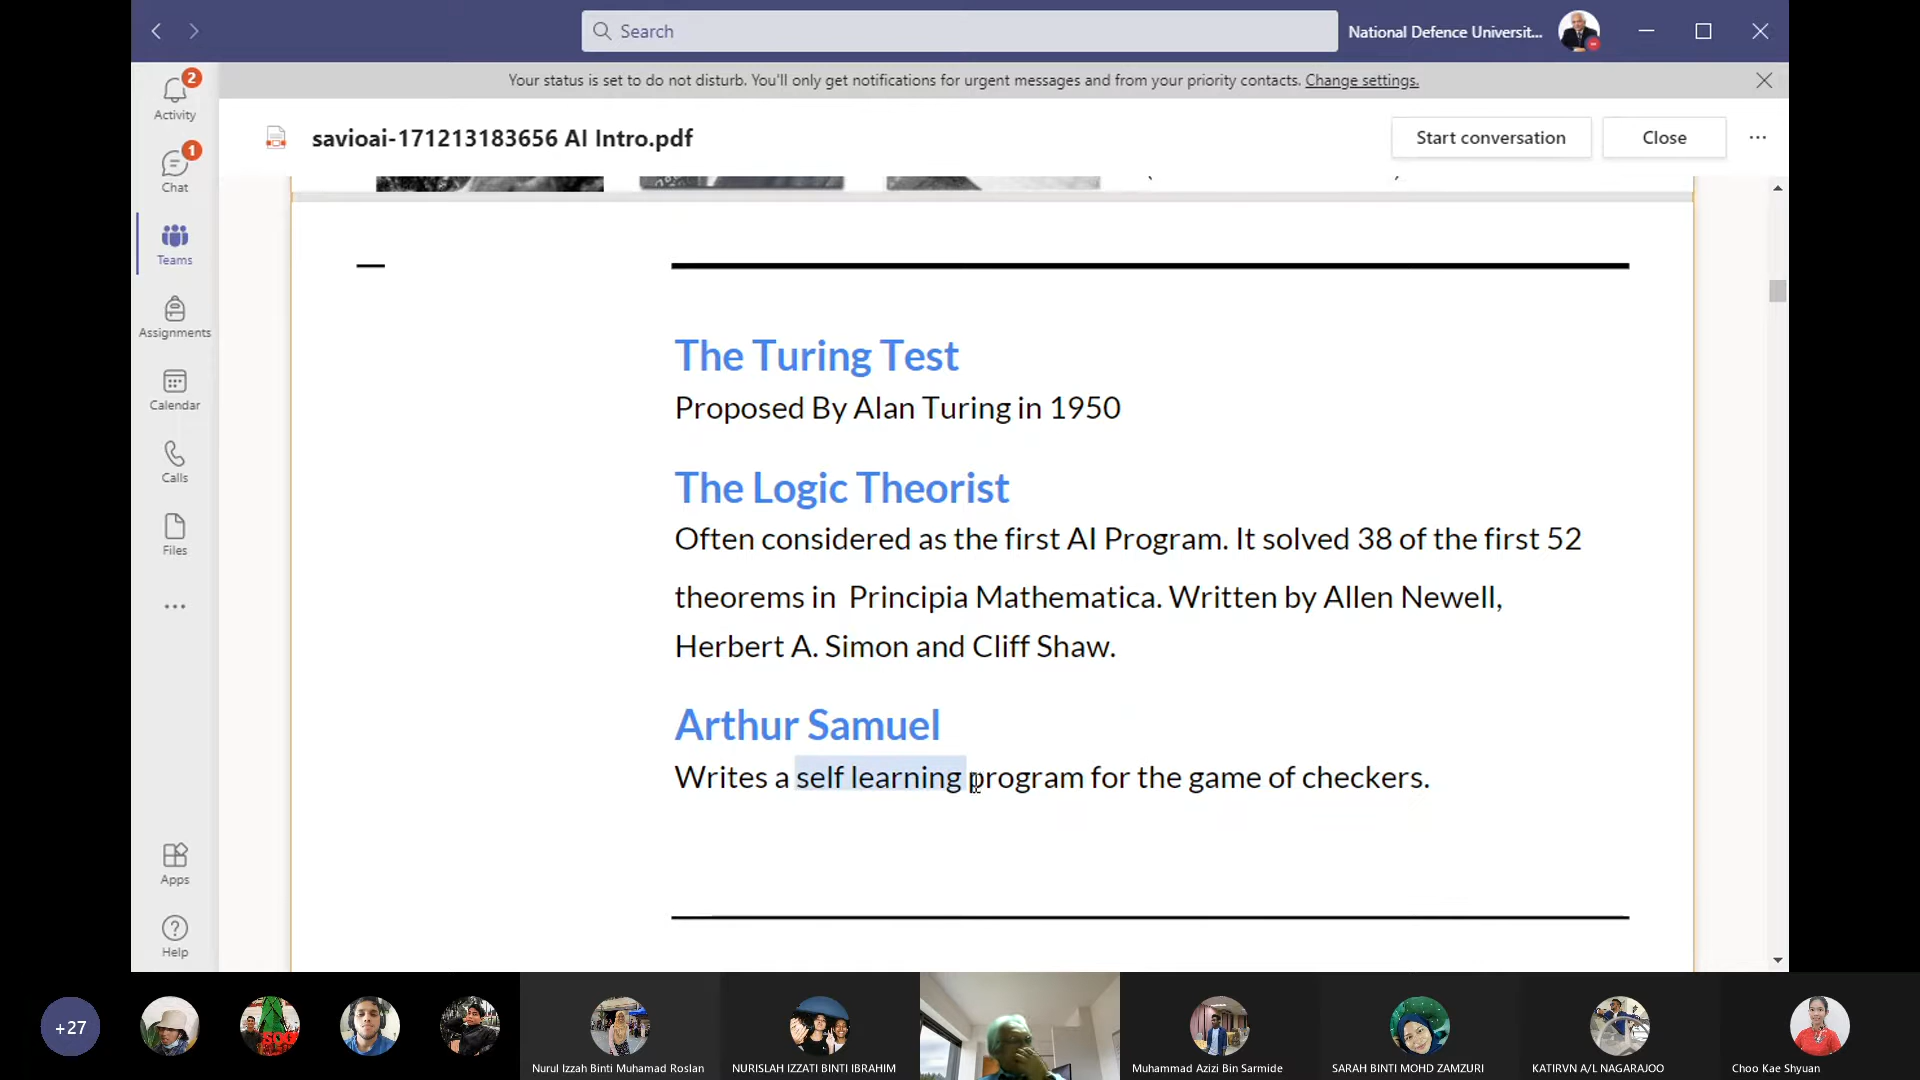 Search
National Defence Universit...
2
Activity
Your status is set to do not disturb. You'll only get notifications for urgent messages and from your priority contacts. Change settings.
1
Chat
savioai-171213183656 AI Intro.pdf
Start conversation
Close
Teams
Assignments
Calendar
Calls
Files
Apps
Help
The Turing Test
Proposed By Alan Turing in 1950
The Logic Theorist
Often considered as the first AI Program. It solved 38 of the first 52
theorems in Principia Mathematica. Written by Allen Newell,
Herbert A. Simon and Cliff Shaw.
Arthur Samuel
Writes a self learning program for the game of checkers.
+27
Nurul Izzah Binti Muhamad Roslan
NURISLAH IZZATI BINTI IBRAHIM
Muhammad Azizi Bin Sarmide
SARAH BINTI MOHD ZAMZURI
KATIRVN A/L NAGARAJOO
Choo Kae Shyuan